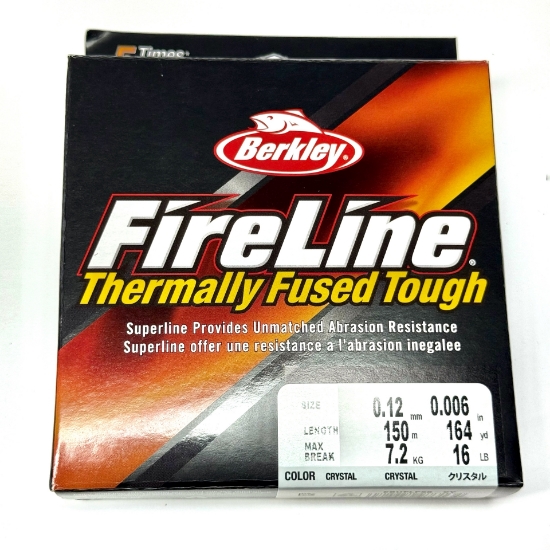 5 Times
Berkley®
FireLine®
Thermally Fused Tough
Superline Provides Unmatched Abrasion Resistance
Superline offer une resistance a l'abrasion inegalee
SIZE 0.12 mm 0.006 in
LENGTH 150 m 164 yd
MAX BREAK 7.2 KG 16 LB
COLOR CRYSTAL CRYSTAL クリスタル